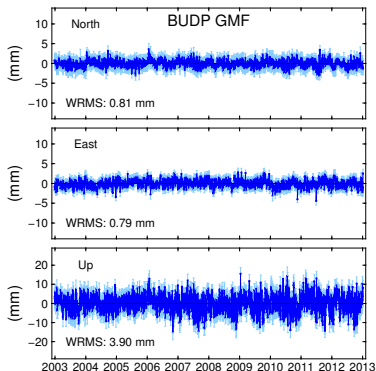 BUDP GMF
North
10
5
0
−5
−10
(mm)
WRMS: 0.81 mm
East
10
5
0
−5
−10
(mm)
WRMS: 0.79 mm
Up
20
10
0
−10
−20
(mm)
WRMS: 3.90 mm
2003 2004 2005 2006 2007 2008 2009 2010 2011 2012 2013